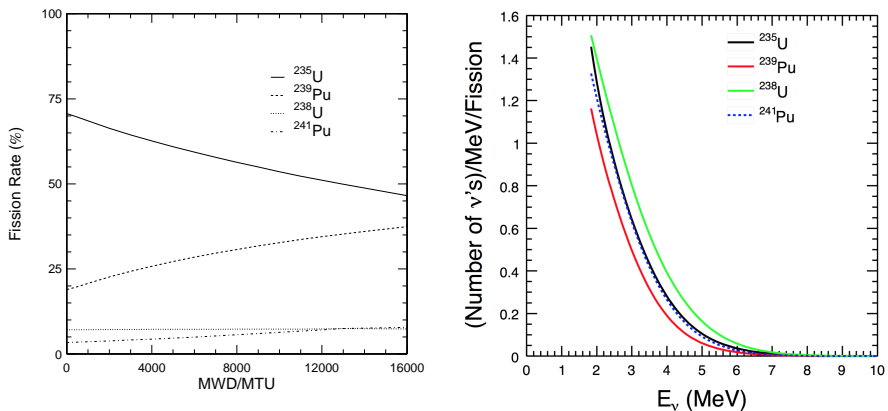 100
75
50
25
0
0 4000 8000 12000 16000
Fission Rate (%)
MWD/MTU
²³⁵U
²³⁹Pu
²³⁸U
²⁴¹Pu
1.6
1.4
1.2
1
0.8
0.6
0.4
0.2
0
0 1 2 3 4 5 6 7 8 9 10
(Number of ν's)/MeV/Fission
E_ν (MeV)
²³⁵U
²³⁹Pu
²³⁸U
²⁴¹Pu